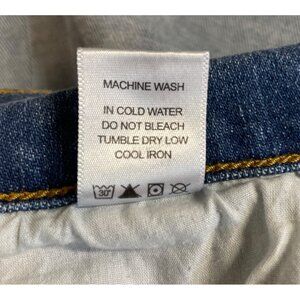 MACHINE WASH
IN COLD WATER
DO NOT BLEACH
TUMBLE DRY LOW
COOL IRON
30°